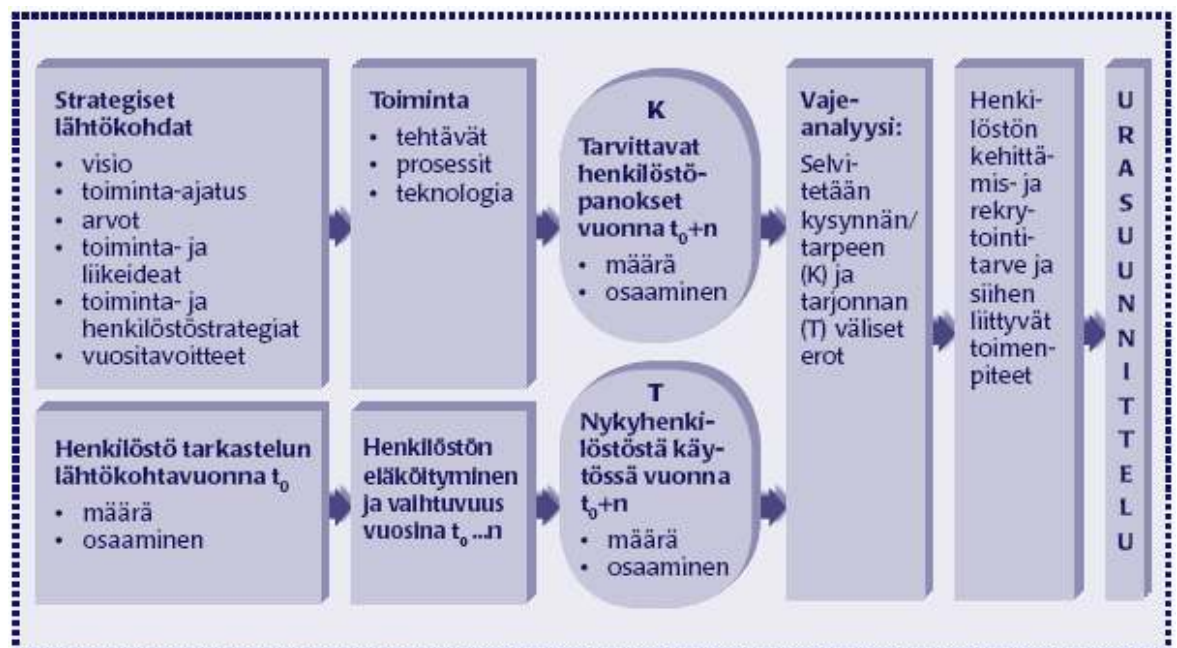 Strategiset
lähtökohdat
• visio
• toiminta-ajatus
• arvot
• toiminta- ja
liikeideat
• toiminta- ja
henkilöstöstrategiat
• vuositavoitteet
Toiminta
• tehtävät
• prosessit
• teknologia
K
Tarvittavat
henkilöstö-
panokset
vuonna t₀+n
• määrä
• osaaminen
Henkilöstö tarkastelun
lähtökohtavuonna t₀
• määrä
• osaaminen
Henkilöstön
eläköityminen
ja vaihtuvuus
vuosina t₀ ...n
T
Nykyhenki-
löstöstä käy-
tössä vuonna
t₀+n
• määrä
• osaaminen
Vaje-
analyysi:
Selvi-
tetään
kysynnän/
tarpeen
(K) ja
tarjonnan
(T) väliset
erot
Henki-
löstön
kehittä-
mis- ja
rekry-
tointi-
tarve ja
siihen
liittyvät
toimen-
piteet
U
R
A
S
U
U
N
N
I
T
T
E
L
U